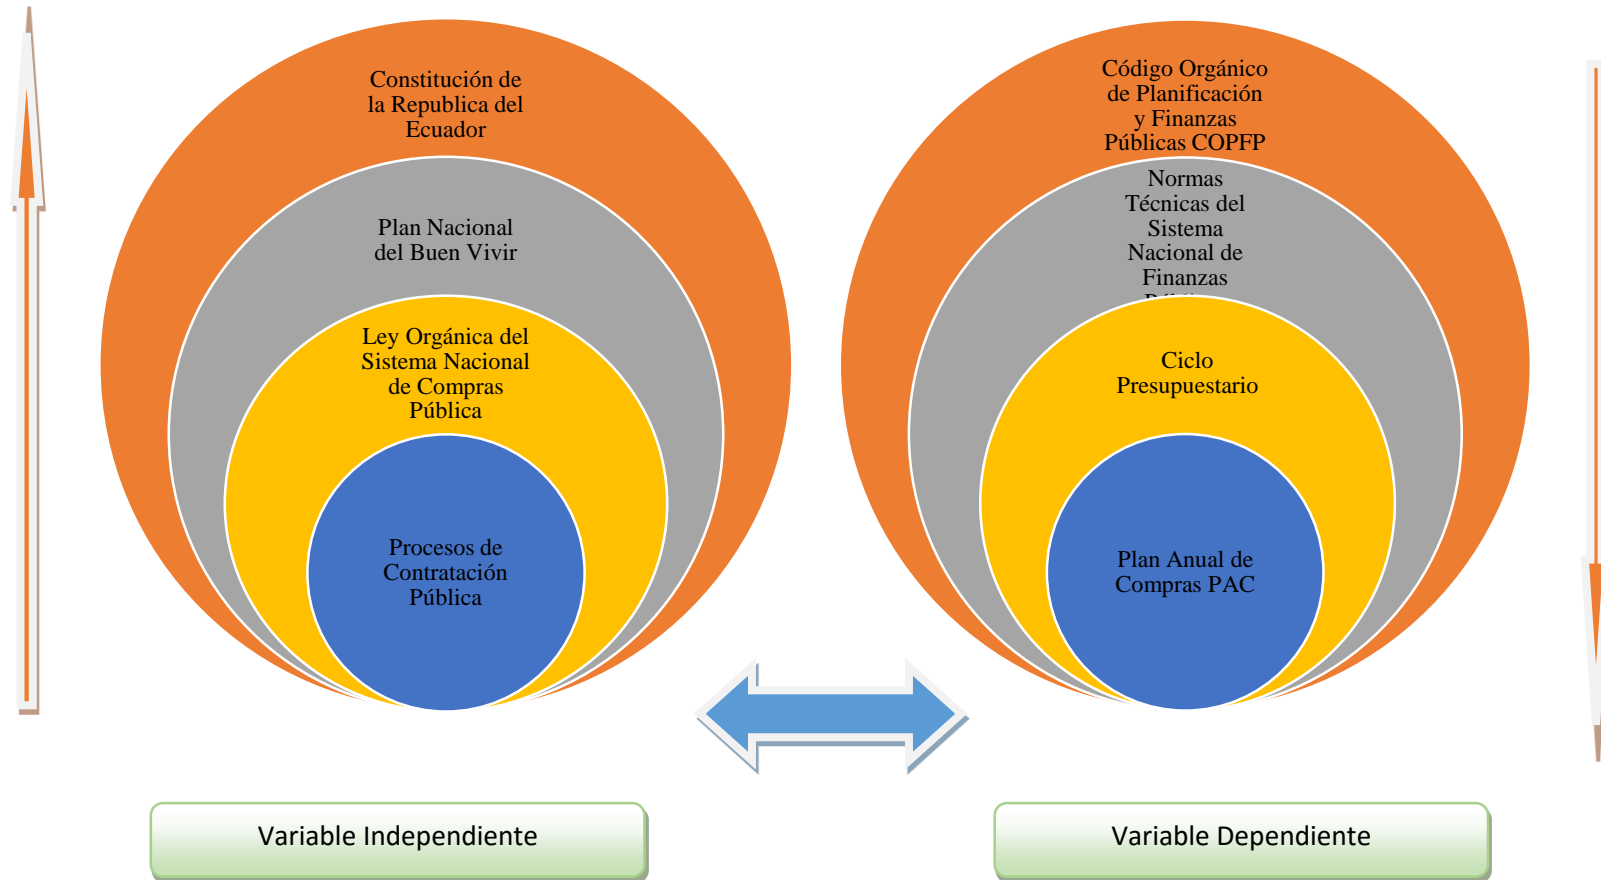 Constitución de
la Republica del
Ecuador
Plan Nacional
del Buen Vivir
Ley Orgánica del
Sistema Nacional
de Compras
Pública
Procesos de
Contratación
Pública
Código Orgánico
de Planificación
y Finanzas
Públicas COPFP
Normas
Técnicas del
Sistema
Nacional de
Finanzas
Ciclo
Presupuestario
Plan Anual de
Compras PAC
Variable Independiente
Variable Dependiente